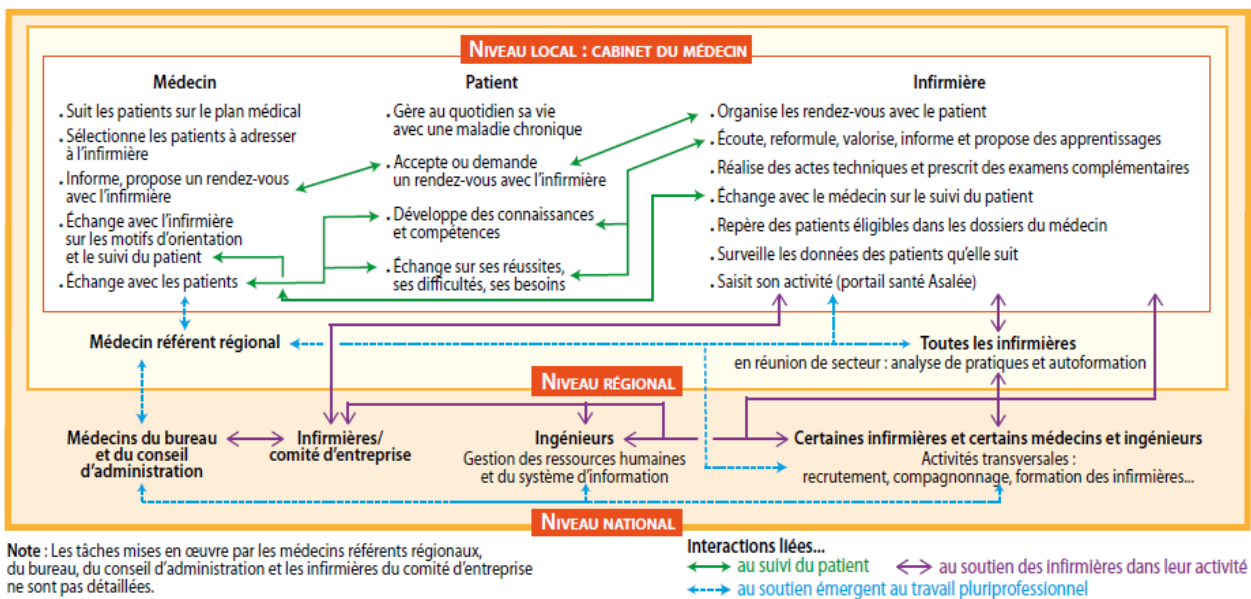 NIVEAU LOCAL : CABINET DU MÉDECIN
Médecin
. Suit les patients sur le plan médical
. Sélectionne les patients à adresser
à l'infirmière
. Informe, propose un rendez-vous
avec l'infirmière
. Échange avec l'infirmière
sur les motifs d'orientation
et le suivi du patient
. Échange avec les patients
Patient
. Gère au quotidien sa vie
avec une maladie chronique
. Accepte ou demande
un rendez-vous avec l'infirmière
. Développe des connaissances
et compétences
. Échange sur ses réussites,
ses difficultés, ses besoins
Infirmière
. Organise les rendez-vous avec le patient
. Écoute, reformule, valorise, informe et propose des apprentissages
. Réalise des actes techniques et prescrit des examens complémentaires
. Échange avec le médecin sur le suivi du patient
. Repère des patients éligibles dans les dossiers du médecin
. Surveille les données des patients qu'elle suit
. Saisit son activité (portail santé Asalée)
Médecin référent régional
Toutes les infirmières
en réunion de secteur : analyse de pratiques et autoformation
NIVEAU RÉGIONAL
Médecins du bureau
et du conseil
d'administration
Infirmières/
comité d'entreprise
Ingénieurs
Gestion des ressources humaines
et du système d'information
Certaines infirmières et certains médecins et ingénieurs
Activités transversales :
recrutement, compagnonnage, formation des infirmières...
NIVEAU NATIONAL
Note : Les tâches mises en œuvre par les médecins référents régionaux,
du bureau, du conseil d'administration et les infirmières du comité d'entreprise
ne sont pas détaillées.
Interactions liées...
au suivi du patient
au soutien des infirmières dans leur activité
au soutien émergent au travail pluriprofessionnel